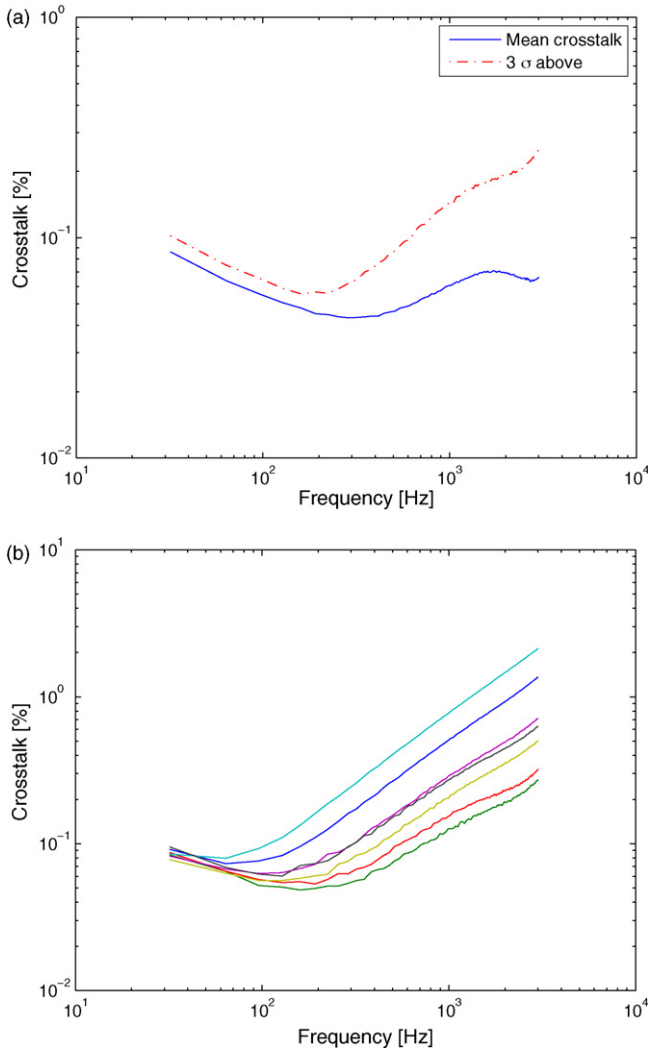 (a)
10^0
Mean crosstalk
3 σ above
Crosstalk [%]
10^-1
10^-2
10^1
10^2
10^3
10^4
Frequency [Hz]
(b)
10^1
10^0
Crosstalk [%]
10^-1
10^-2
10^1
10^2
10^3
10^4
Frequency [Hz]